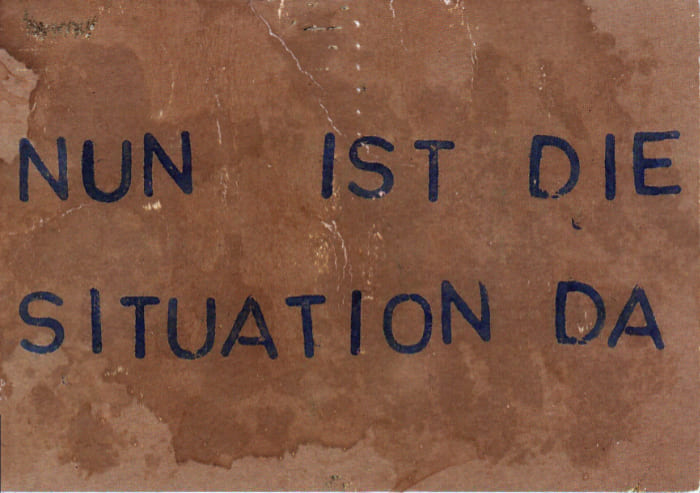 NUN IST DIE
SITUATION DA